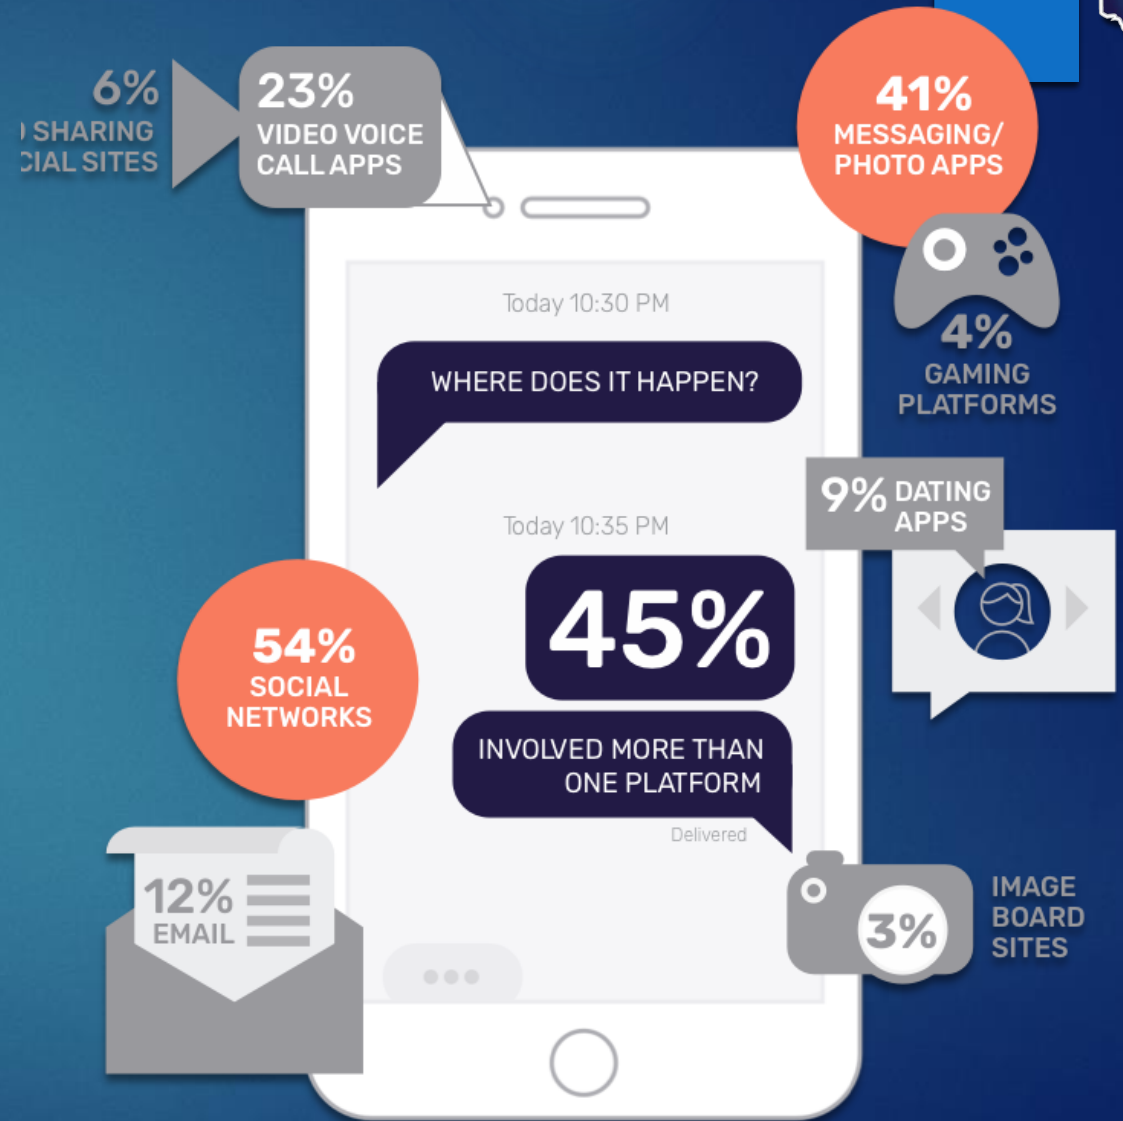 6%
SHARING
SITES
23%
VIDEO VOICE
CALL APPS
41%
MESSAGING/
PHOTO APPS
4%
GAMING
PLATFORMS
Today 10:30 PM
WHERE DOES IT HAPPEN?
9% DATING
APPS
Today 10:35 PM
45%
INVOLVED MORE THAN
ONE PLATFORM
Delivered
54%
SOCIAL
NETWORKS
12%
EMAIL
3%
IMAGE
BOARD
SITES